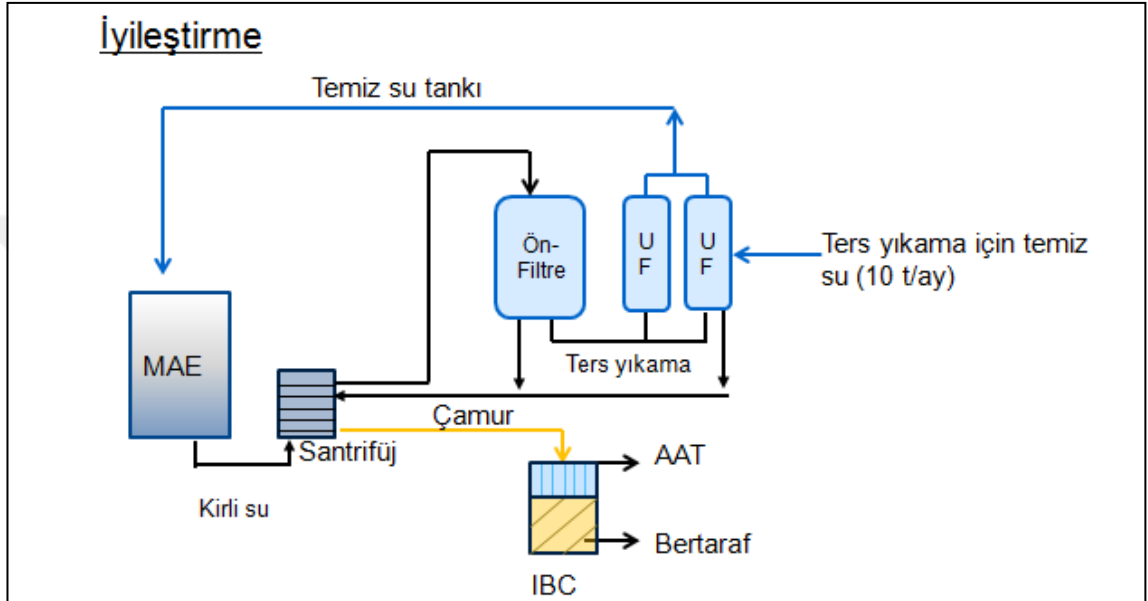 İyileştirme
Temiz su tankı
Ön-
Filtre
U
F
U
F
Ters yıkama için temiz
su (10 t/ay)
MAE
Ters yıkama
Çamur
Santrifüj
AAT
Kirli su
Bertaraf
IBC